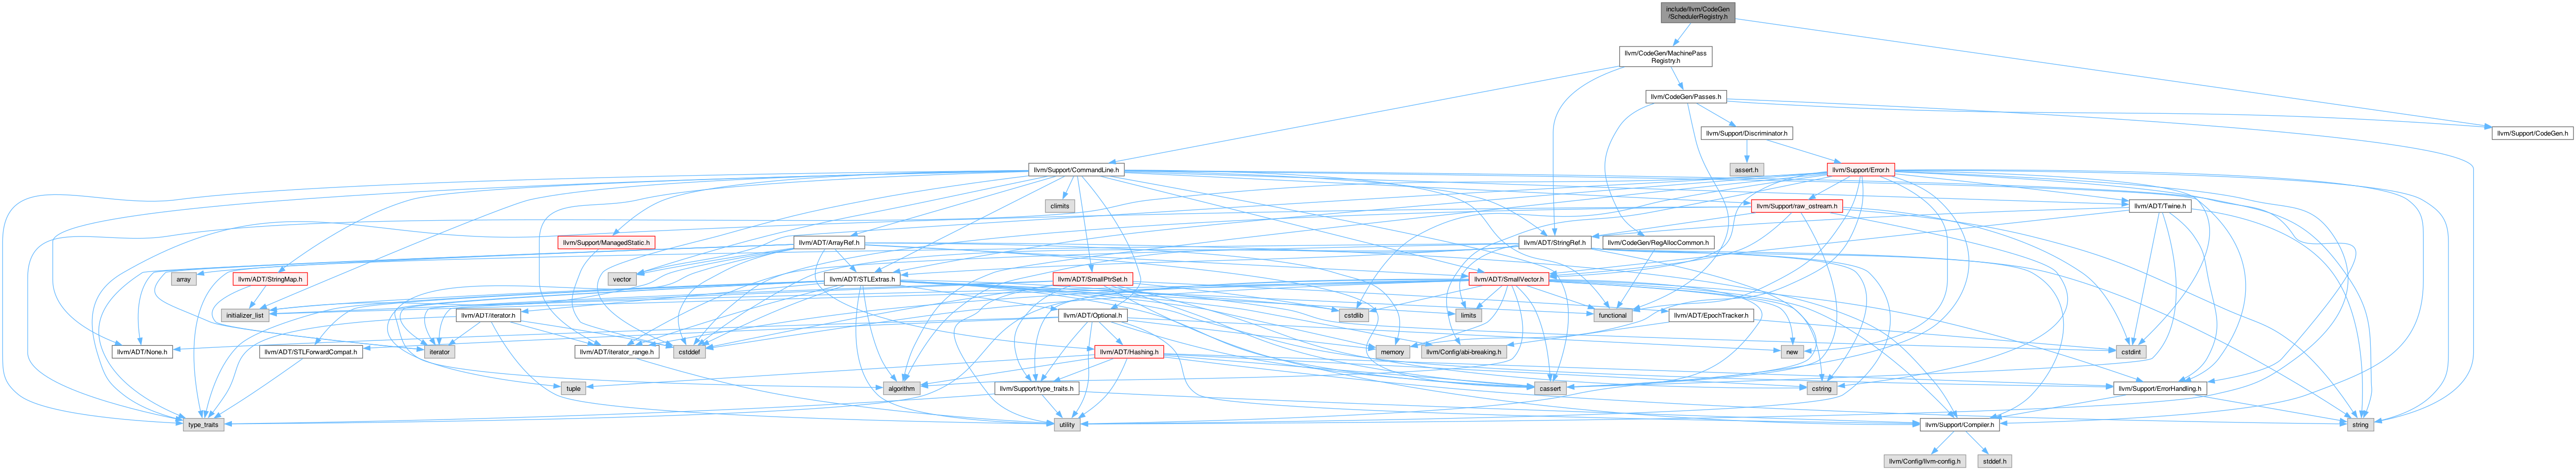 include/llvm/CodeGen
/SchedulerRegistry.h
llvm/CodeGen/MachinePass
Registry.h
llvm/CodeGen/Passes.h
llvm/Support/Discriminator.h
llvm/Support/CodeGen.h
llvm/Support/CommandLine.h
assert.h
llvm/Support/Error.h
climits
llvm/Support/raw_ostream.h
llvm/ADT/Twine.h
llvm/Support/ManagedStatic.h
llvm/ADT/ArrayRef.h
llvm/ADT/StringRef.h
llvm/CodeGen/RegAllocCommon.h
array
llvm/ADT/StringMap.h
vector
llvm/ADT/STLExtras.h
llvm/ADT/SmallPtrSet.h
llvm/ADT/SmallVector.h
initializer_list
llvm/ADT/iterator.h
llvm/ADT/Optional.h
cstdlib
limits
functional
llvm/ADT/EpochTracker.h
llvm/ADT/None.h
llvm/ADT/STLForwardCompat.h
iterator
llvm/ADT/iterator_range.h
cstddef
llvm/ADT/Hashing.h
memory
llvm/Config/abi-breaking.h
new
cstdint
tuple
algorithm
llvm/Support/type_traits.h
cassert
cstring
llvm/Support/ErrorHandling.h
type_traits
utility
llvm/Support/Compiler.h
string
llvm/Config/llvm-config.h
stddef.h